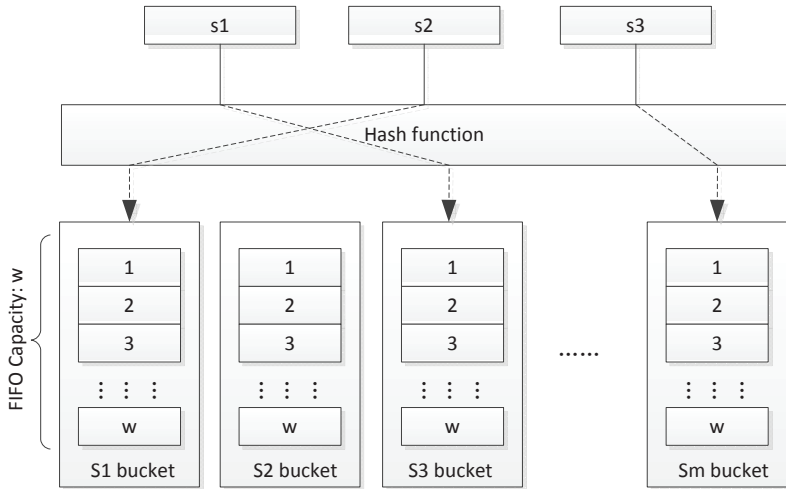 s1 s2 s3
Hash function
FIFO Capacity: w
1 1 1 1
2 2 2 2
3 3 3 3
⋮ ⋮ ⋮ ⋮ ⋮ ⋮ ...... ⋮ ⋮ ⋮ ⋮ ⋮ ⋮
w w w w
S1 bucket S2 bucket S3 bucket Sm bucket